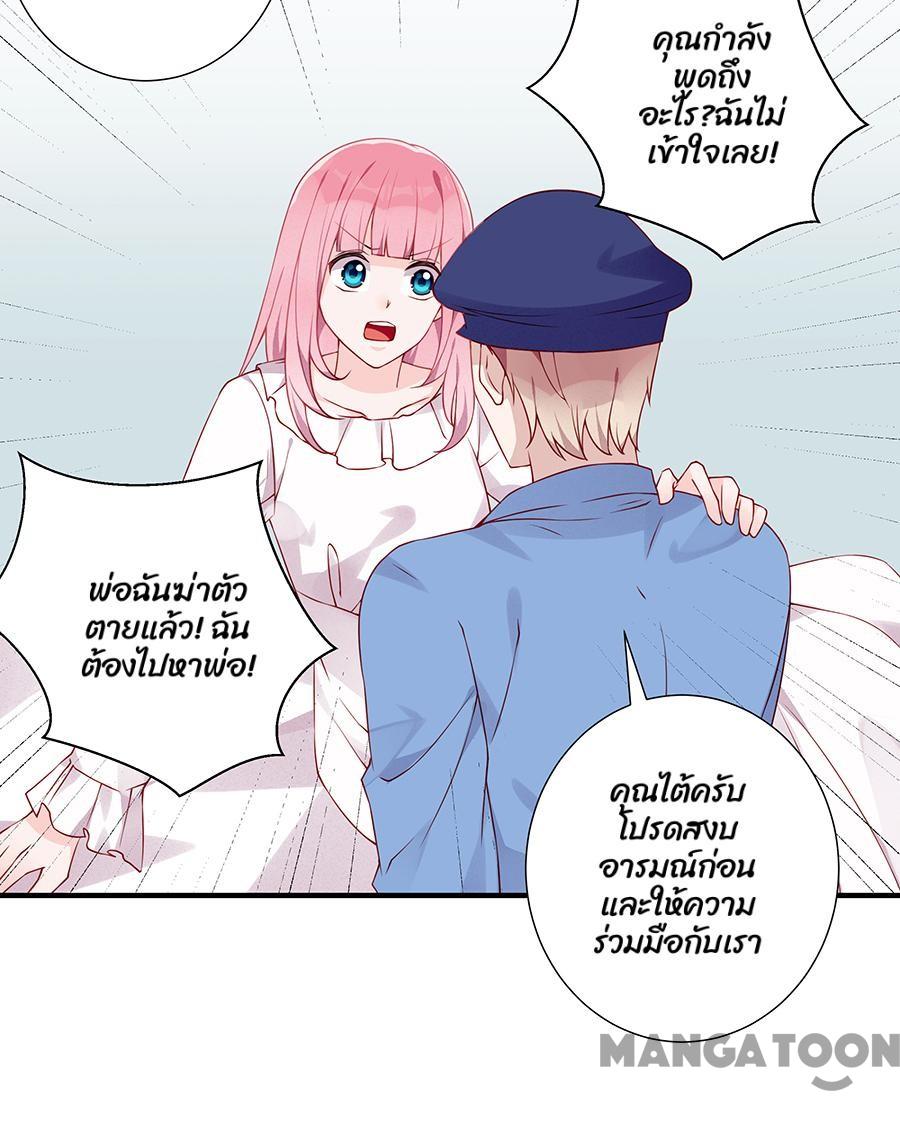 คุณกำลัง
พูดถึง
อะไร?ฉันไม่
เข้าใจเลย!
พ่อฉันฆ่าตัว
ตายแล้ว! ฉัน
ต้องไปหาพ่อ!
คุณไต้ครับ
โปรดสงบ
อารมณ์ก่อน
และให้ความ
ร่วมมือกับเรา
MANGATOON